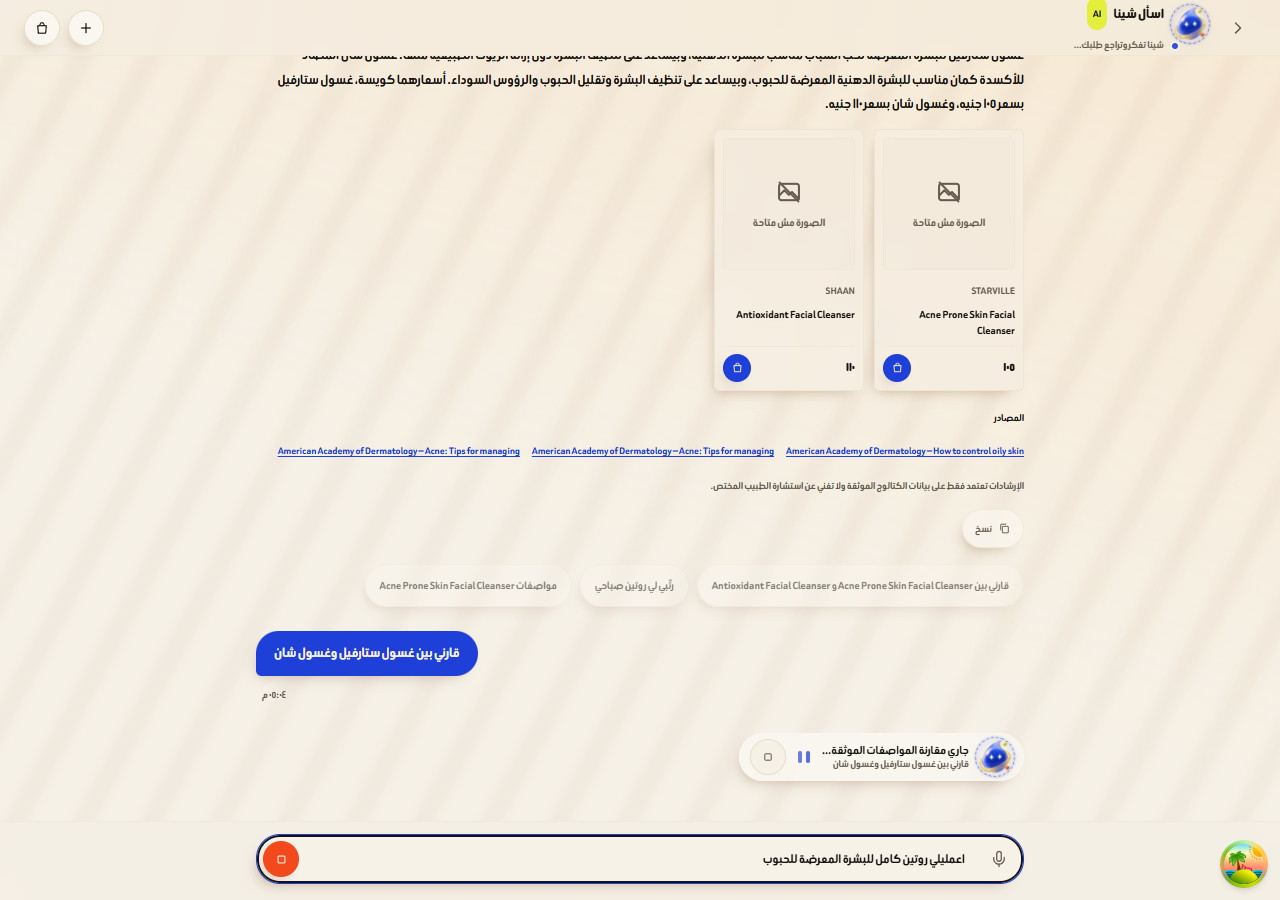 اسأل شينا
AI
شينا تفكر وتراجع طلبك...
للأكسدة كمان مناسب للبشرة الدهنية المعرضة للحبوب، وبيساعد على تنظيف البشرة وتقليل الحبوب والرؤوس السوداء. أسعارهما كويسة، غسول ستارفيل
بسعر ١٠٥ جنيه، وغسول شان بسعر ١١٠ جنيه.
الصورة مش متاحة
STARVILLE
Acne Prone Skin Facial
Cleanser
١٠٥
الصورة مش متاحة
SHAAN
Antioxidant Facial Cleanser
١١٠
المصادر
American Academy of Dermatology — How to control oily skin
American Academy of Dermatology — Acne: Tips for managing
American Academy of Dermatology — Acne: Tips for managing
الإرشادات تعتمد فقط على بيانات الكتالوج الموثقة ولا تغني عن استشارة الطبيب المختص.
نسخ
قارني بين Acne Prone Skin Facial Cleanser و Antioxidant Facial Cleanser
رتّبي لي روتين صباحي
مواصفات Acne Prone Skin Facial Cleanser
قارني بين غسول ستارفيل وغسول شان
٠٥:٠٤ م
جاري مقارنة المواصفات الموثقة...
قارني بين غسول ستارفيل وغسول شان
اعمليلي روتين كامل للبشرة المعرضة للحبوب